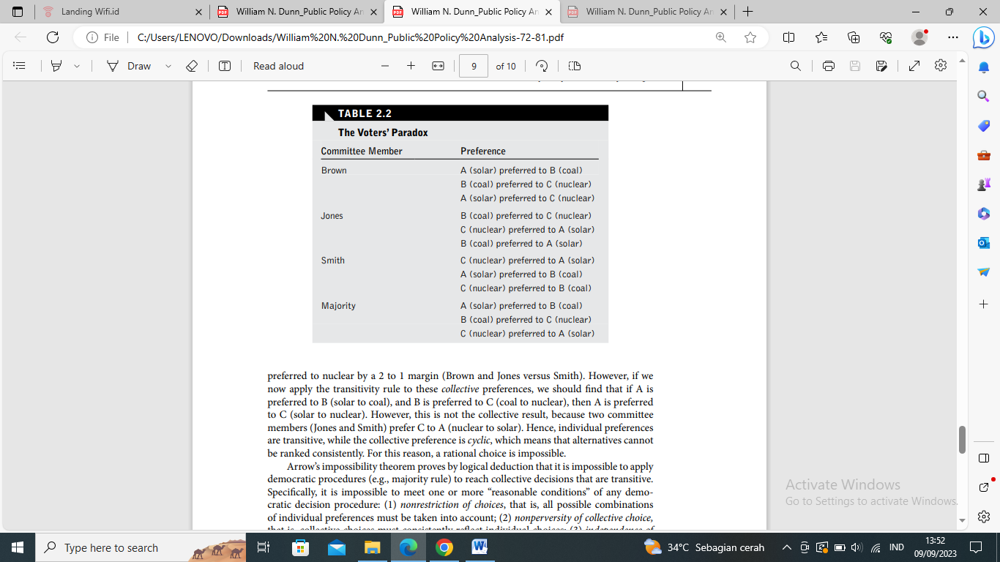 Landing Wifi.id
William N. Dunn_Public Policy An
William N. Dunn_Public Policy An
William N. Dunn_Public Policy An
File
C:/Users/LENOVO/Downloads/William%20N.%20Dunn_Public%20Policy%20Analysis-72-81.pdf
Draw
Read aloud
9
of 10
TABLE 2.2
The Voters' Paradox
Committee Member Preference
Brown A (solar) preferred to B (coal)
B (coal) preferred to C (nuclear)
A (solar) preferred to C (nuclear)
Jones B (coal) preferred to C (nuclear)
C (nuclear) preferred to A (solar)
B (coal) preferred to A (solar)
Smith C (nuclear) preferred to A (solar)
A (solar) preferred to B (coal)
C (nuclear) preferred to B (coal)
Majority A (solar) preferred to B (coal)
B (coal) preferred to C (nuclear)
C (nuclear) preferred to A (solar)
preferred to nuclear by a 2 to 1 margin (Brown and Jones versus Smith). However, if we
now apply the transitivity rule to these collective preferences, we should find that if A is
preferred to B (solar to coal), and B is preferred to C (coal to nuclear), then A is preferred
to C (solar to nuclear). However, this is not the collective result, because two committee
members (Jones and Smith) prefer C to A (nuclear to solar). Hence, individual preferences
are transitive, while the collective preference is cyclic, which means that alternatives cannot
be ranked consistently. For this reason, a rational choice is impossible.
Arrow's impossibility theorem proves by logical deduction that it is impossible to apply
democratic procedures (e.g., majority rule) to reach collective decisions that are transitive.
Specifically, it is impossible to meet one or more "reasonable conditions" of any demo-
cratic decision procedure: (1) nonrestriction of choices, that is, all possible combinations
of individual preferences must be taken into account; (2) nonperversity of collective choice,
that is, collective choices must consistently reflect individual choices; (3) independence of
Activate Windows
Go to Settings to activate Windows.
Type here to search
34°C Sebagian cerah
IND
13:52
09/09/2023